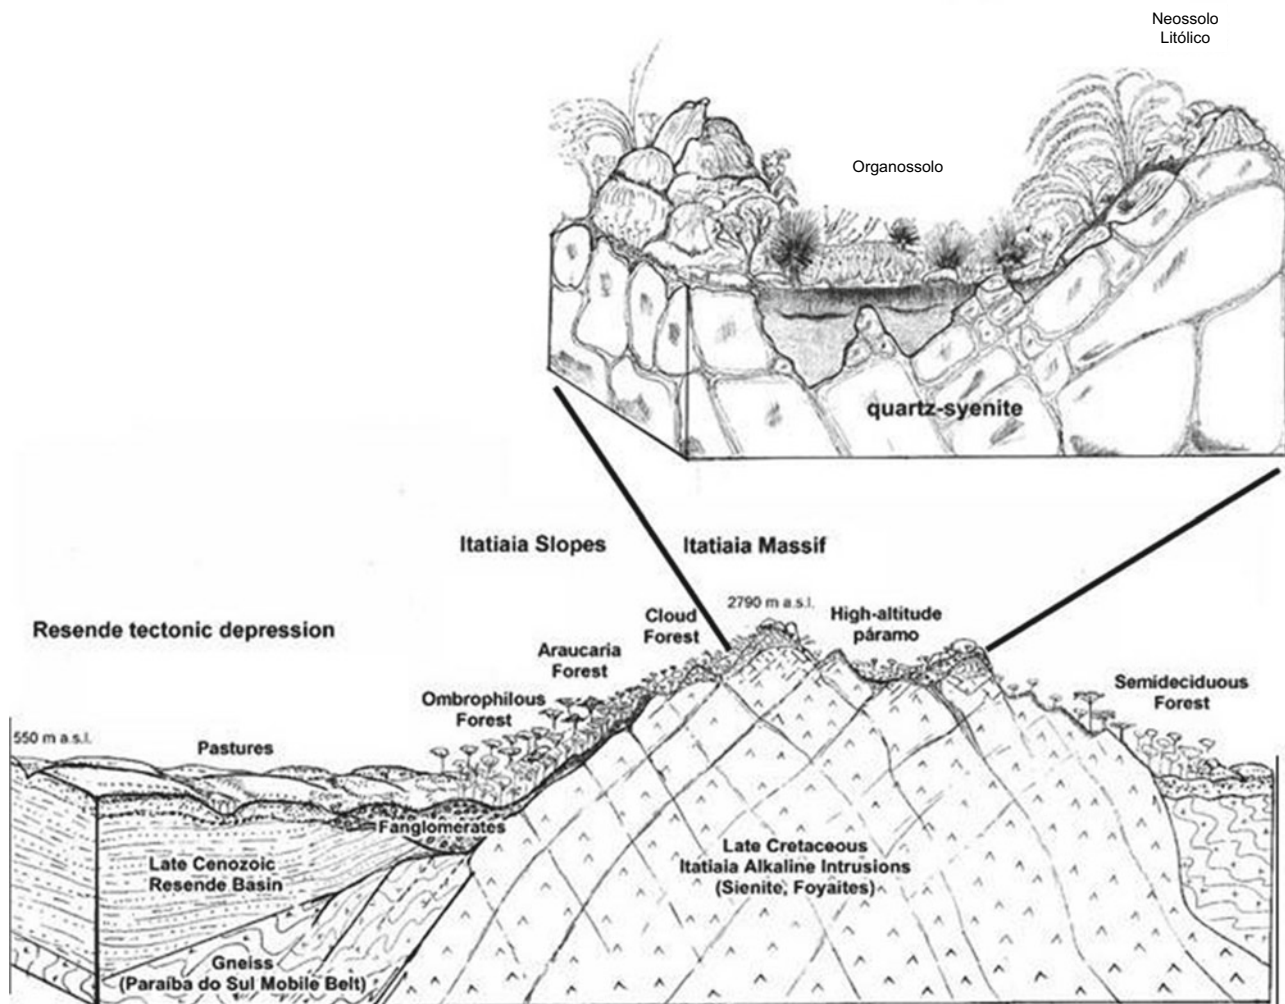 Neossolo
Litólico
Organossolo
quartz-syenite
Itatiaia Slopes
Itatiaia Massif
2790 m a.s.l.
Cloud
Forest
High-altitude
páramo
Resende tectonic depression
Araucaria
Forest
Ombrophilous
Forest
Semideciduous
Forest
550 m a.s.l.
Pastures
Fanglomerates
Late Cenozoic
Resende Basin
Late Cretaceous
Itatiaia Alkaline Intrusions
(Sienite, Foyaites)
Gneiss
(Paraíba do Sul Mobile Belt)